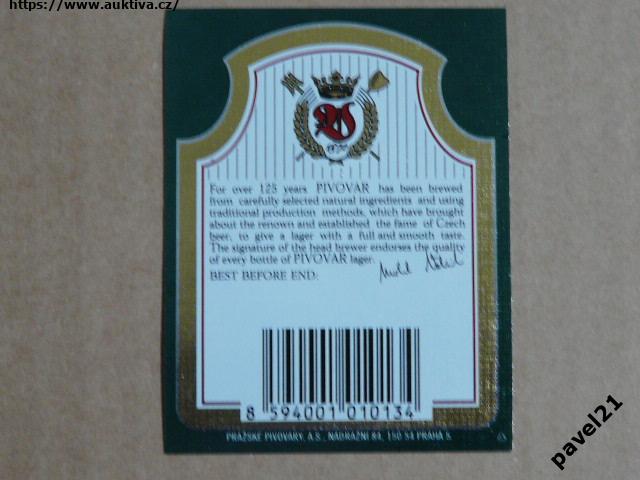 https://www.auktiva.cz/
For over 125 years PIVOVAR has been brewed
from carefully selected natural ingredients and using
traditional production methods, which have brought
about the renown and established the fame of Czech
beer, to give a lager with a full and smooth taste.
The signature of the head brewer endorses the quality
of every bottle of PIVOVAR lager.
BEST BEFORE END:
8 594001 010134
PRAŽSKÉ PIVOVARY, A.S., NÁDRAŽNÍ 84, 150 54 PRAHA 5
pavel21